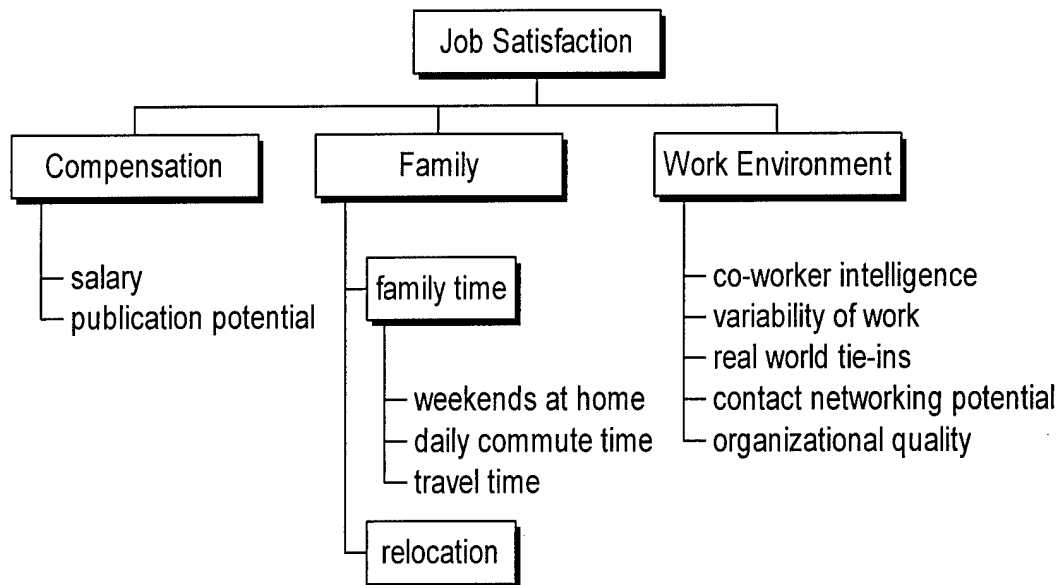 Job Satisfaction
Compensation
Family
Work Environment
salary
publication potential
family time
weekends at home
daily commute time
travel time
relocation
co-worker intelligence
variability of work
real world tie-ins
contact networking potential
organizational quality